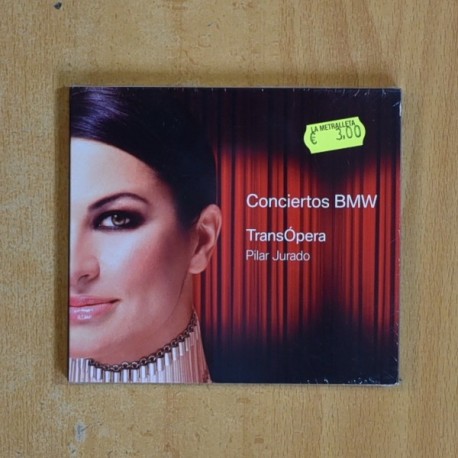 LA METRALLETA
€ 3,00
Conciertos BMW
TransÓpera
Pilar Jurado